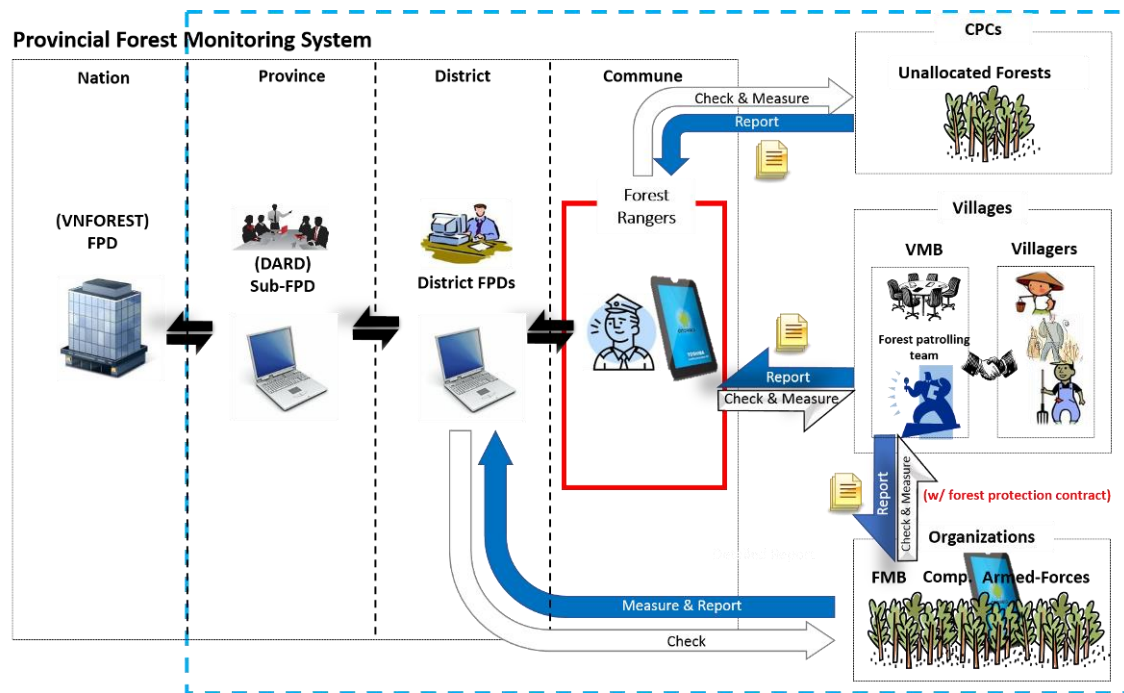 Provincial Forest Monitoring System
Nation
Province
District
Commune
CPCs
Unallocated Forests
Check & Measure
Report
(VNFOREST)
FPD
(DARD)
Sub-FPD
District FPDs
Forest
Rangers
TOSHIBA
Villages
VMB
Villagers
Forest patrolling
team
Report
Check & Measure
Report
Check & Measure
(w/ forest protection contract)
Organizations
FMB
Comp.
Armed-Forces
Measure & Report
Check